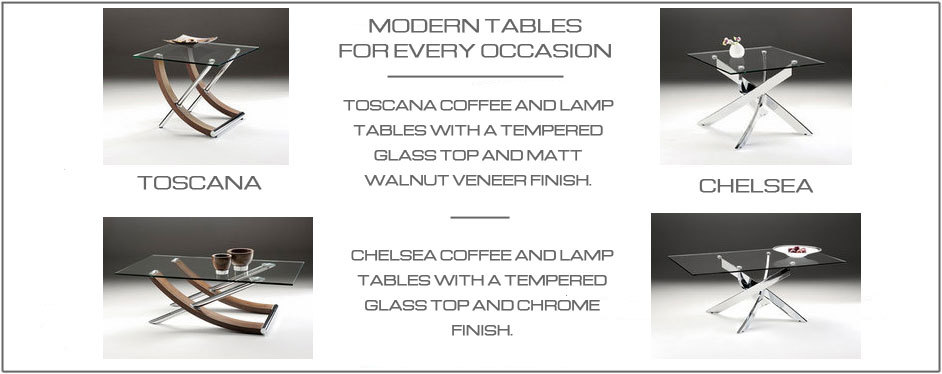 MODERN TABLES
FOR EVERY OCCASION
TOSCANA COFFEE AND LAMP
TABLES WITH A TEMPERED
GLASS TOP AND MATT
WALNUT VENEER FINISH.
TOSCANA
CHELSEA
CHELSEA COFFEE AND LAMP
TABLES WITH A TEMPERED
GLASS TOP AND CHROME
FINISH.